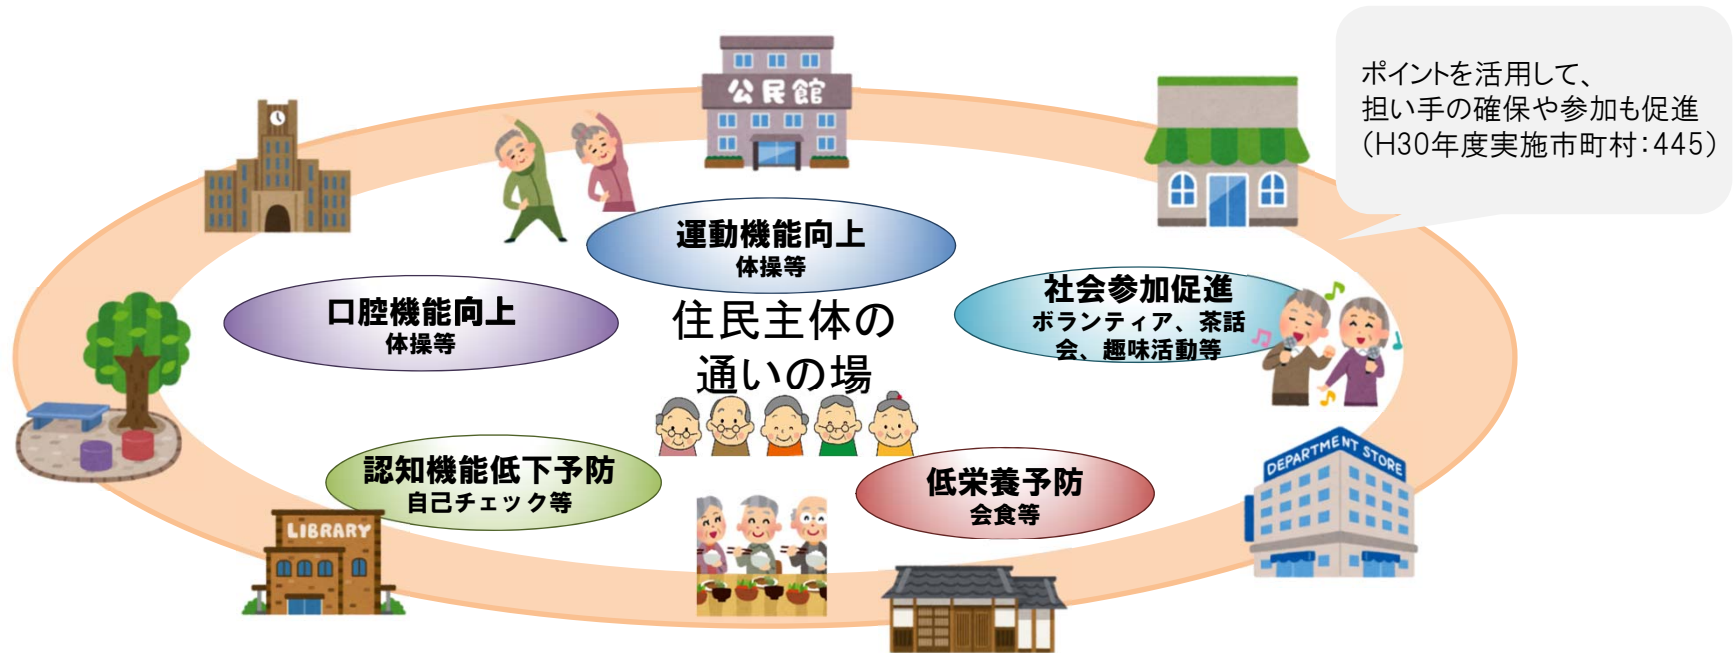 公民館
ポイントを活用して、
担い手の確保や参加も促進
（H30年度実施市町村：445）
運動機能向上
体操等
口腔機能向上
体操等
住民主体の
通いの場
社会参加促進
ボランティア、茶話
会、趣味活動等
認知機能低下予防
自己チェック等
低栄養予防
会食等
DEPARTMENT STORE
LIBRARY